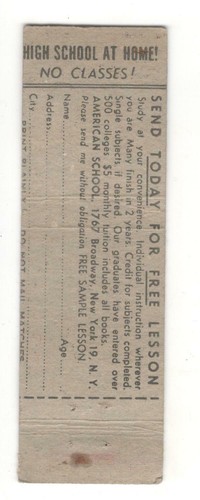 HIGH SCHOOL AT HOME!
NO CLASSES!
SEND TODAY FOR FREE LESSON
Study at your convenience. Individual instruction wherever
you are Many finish in 2 years. Credit for subjects completed.
Single subjects if desired. Our graduates have entered over
500 colleges $5 monthly tuition includes all books.
AMERICAN SCHOOL, 1767 Broadway, New York 19, N. Y.
Please send me without obligation FREE SAMPLE LESSON
Name Age
Address
City
PRINT PLAINLY DO NOT MAIL MATCHES